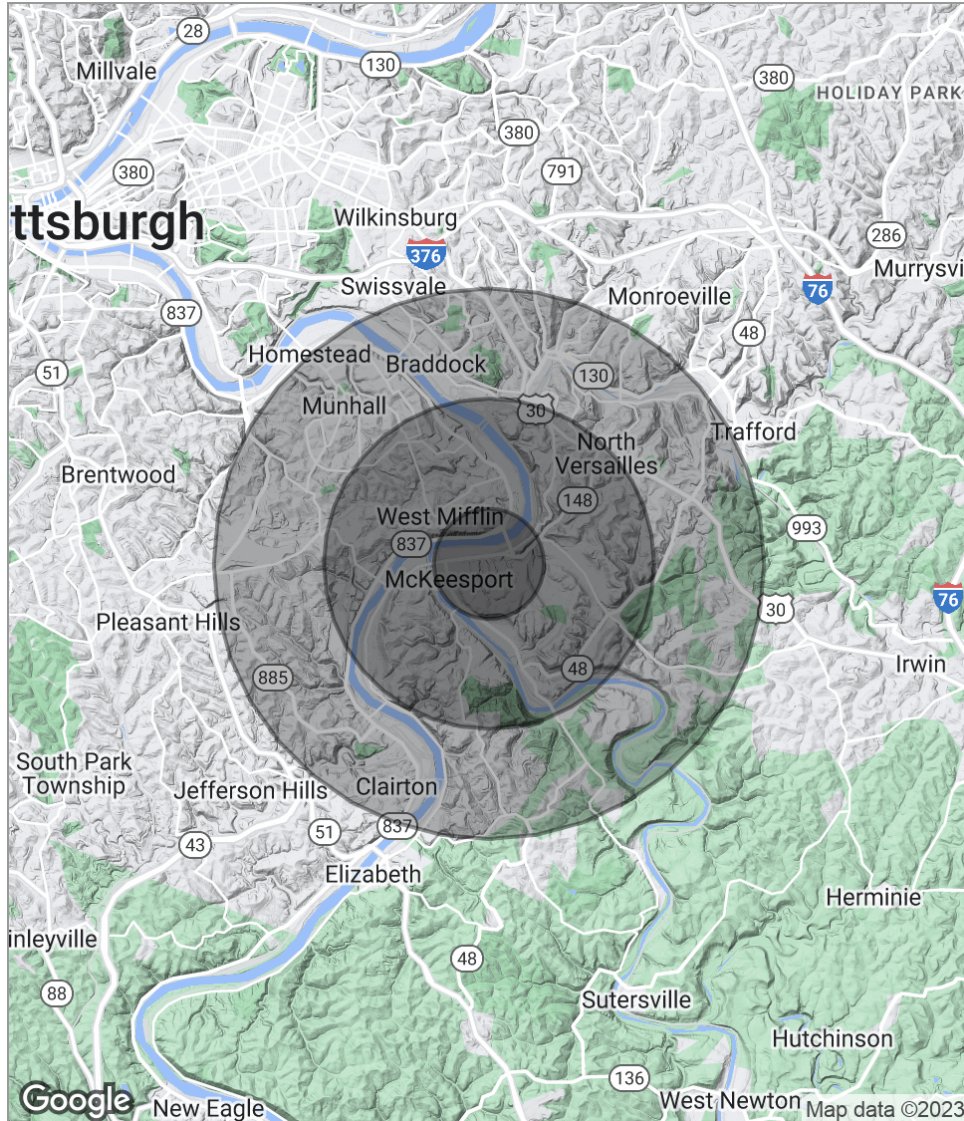 28
Millvale
130
380
HOLIDAY PARK
380
791
380
ttsburgh
Wilkinsburg
376
286
Murrysvi
Swissvale
76
837
Monroeville
48
Homestead
Braddock
51
130
Munhall
30
Trafford
North
Versailles
Brentwood
148
West Mifflin
993
837
McKeesport
76
30
Pleasant Hills
Irwin
48
885
South Park
Township
Jefferson Hills
Clairton
51
837
43
Elizabeth
Herminie
inleyville
48
88
Sutersville
Hutchinson
136
Google
New Eagle
West Newton
Map data ©2023